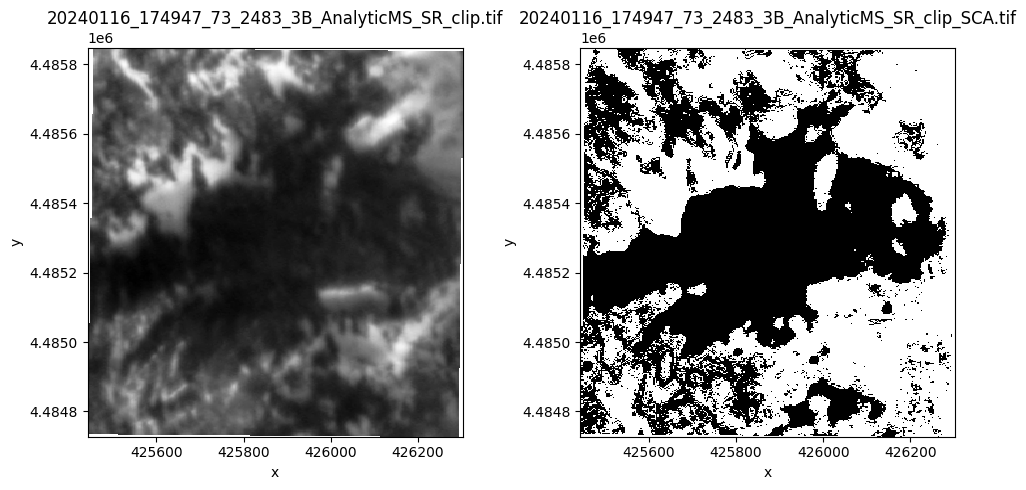 20240116_174947_73_2483_3B_AnalyticMS_SR_clip.tif
1e6
4.4858
4.4856
4.4854
4.4852
4.4850
4.4848
y
425600 425800 426000 426200
x
20240116_174947_73_2483_3B_AnalyticMS_SR_clip_SCA.tif
1e6
4.4858
4.4856
4.4854
4.4852
4.4850
4.4848
y
425600 425800 426000 426200
x